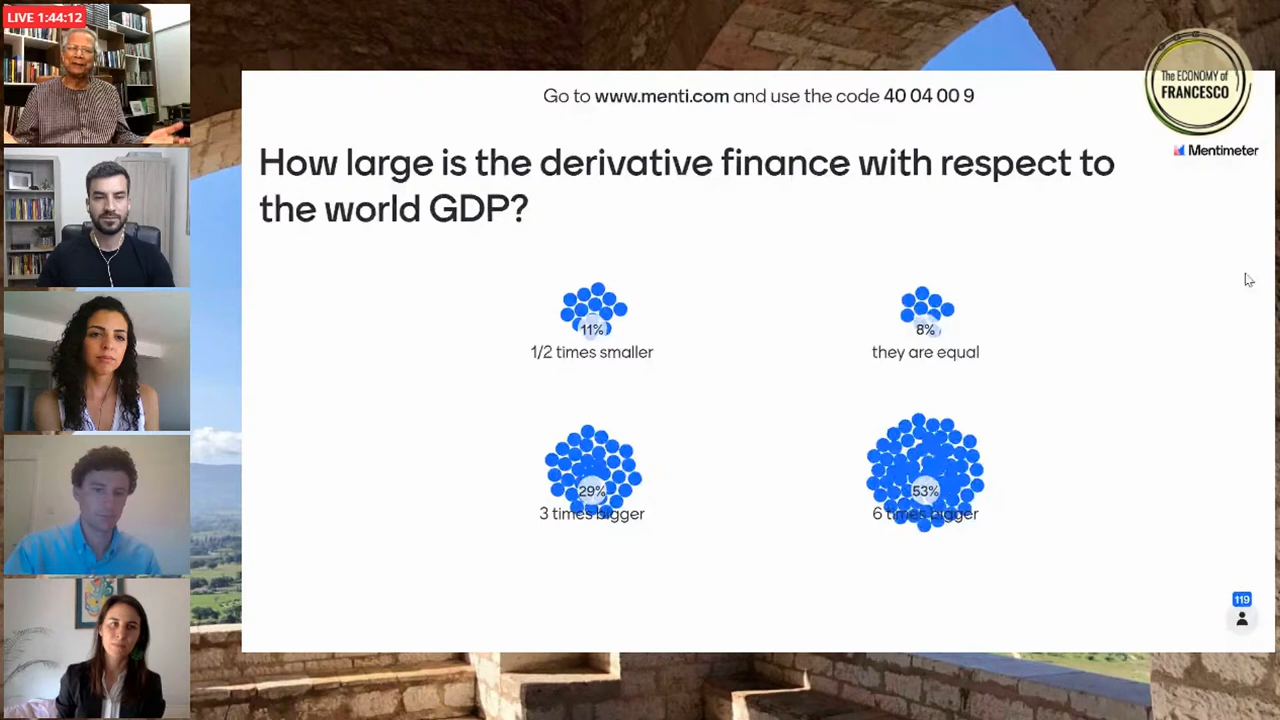 LIVE 1:44:12
Go to www.menti.com and use the code 40 04 00 9
The ECONOMY of
FRANCESCO
Mentimeter
How large is the derivative finance with respect to
the world GDP?
11%
1/2 times smaller
8%
they are equal
29%
3 times bigger
53%
6 times bigger
119